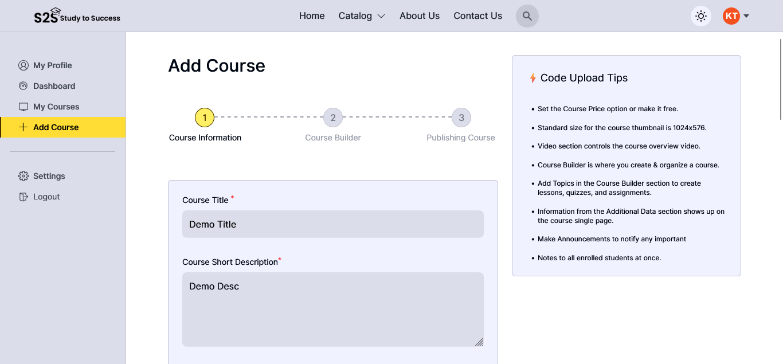 S2S Study to Success
Home Catalog About Us Contact Us
KT
My Profile
Dashboard
My Courses
Add Course
Settings
Logout
Add Course
1 2 3
Course Information Course Builder Publishing Course
Course Title *
Demo Title
Course Short Description*
Demo Desc
Code Upload Tips
• Set the Course Price option or make it free.
• Standard size for the course thumbnail is 1024x576.
• Video section controls the course overview video.
• Course Builder is where you create & organize a course.
• Add Topics in the Course Builder section to create
lessons, quizzes, and assignments.
• Information from the Additional Data section shows up on
the course single page.
• Make Announcements to notify any important
• Notes to all enrolled students at once.